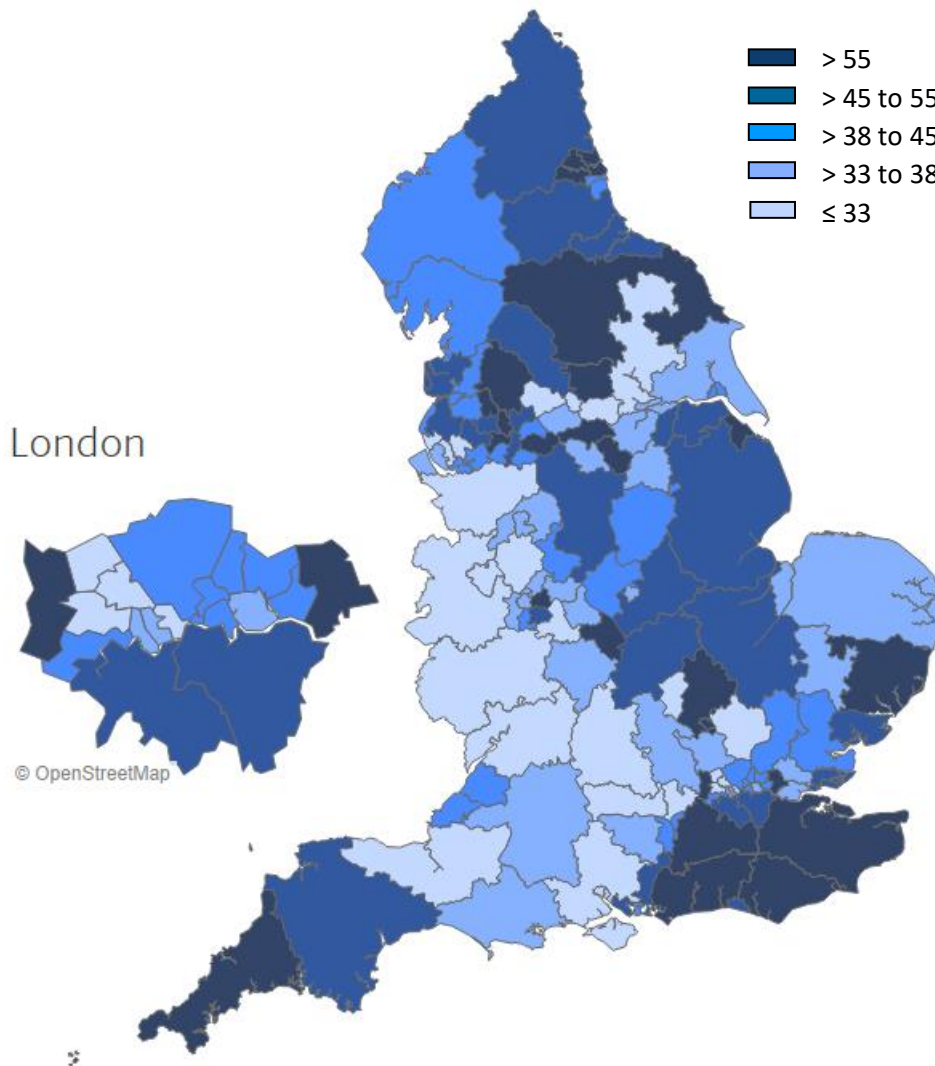 > 55
> 45 to 55
> 38 to 45
> 33 to 38
≤ 33
London
© OpenStreetMap